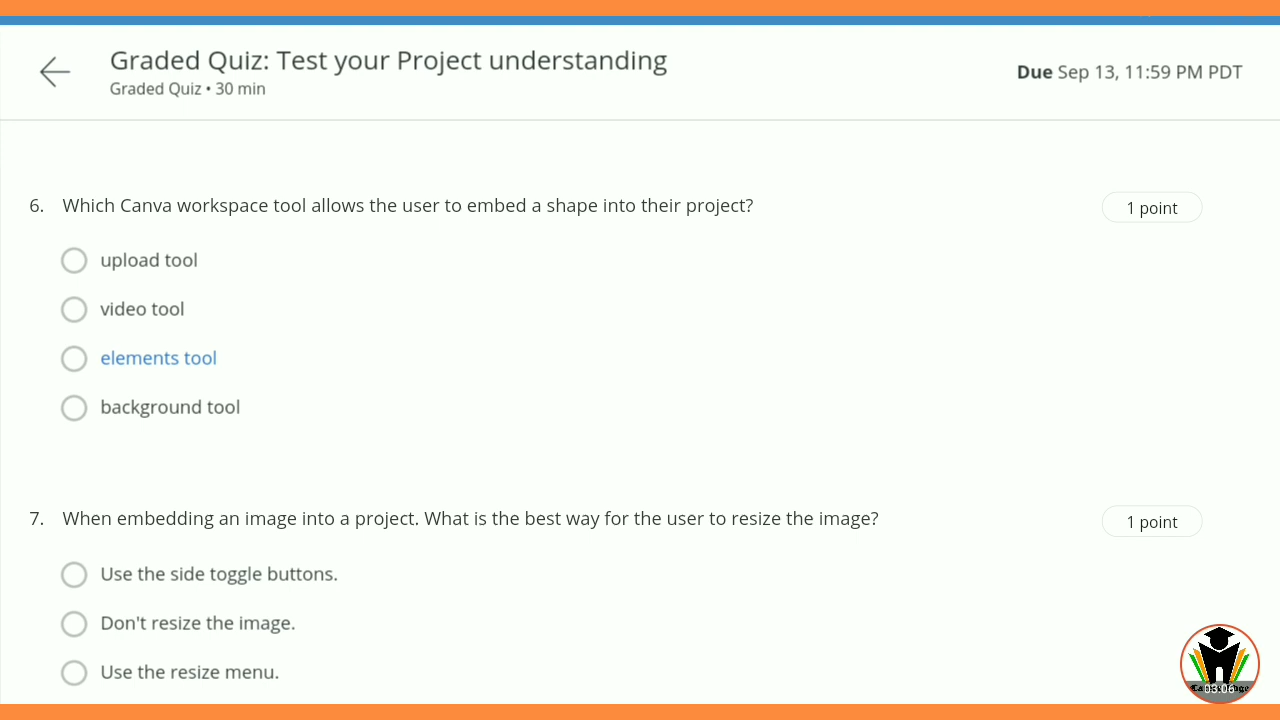 Graded Quiz: Test your Project understanding
Graded Quiz • 30 min
Due Sep 13, 11:59 PM PDT
6. Which Canva workspace tool allows the user to embed a shape into their project?
1 point
upload tool
video tool
elements tool
background tool
7. When embedding an image into a project. What is the best way for the user to resize the image?
1 point
Use the side toggle buttons.
Don't resize the image.
Use the resize menu.
03:06